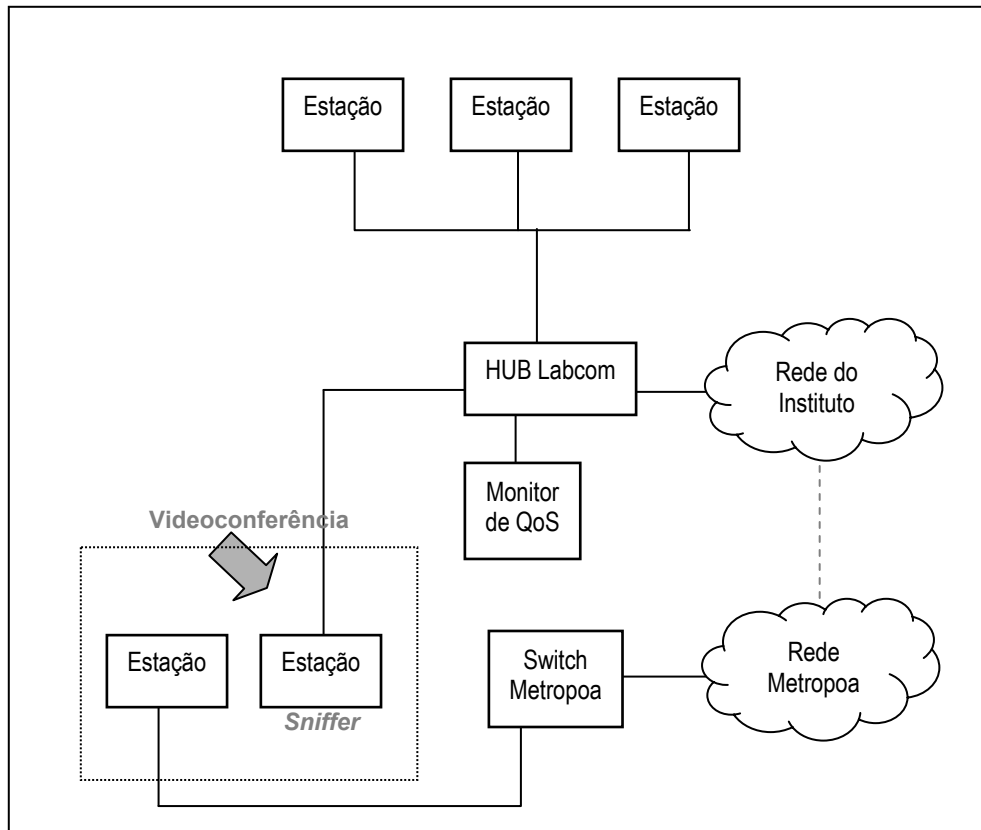 Estação
Estação
Estação
HUB Labcom
Rede do
Instituto
Monitor
de QoS
Videoconferência
Estação
Estação
Sniffer
Switch
Metropoa
Rede
Metropoa